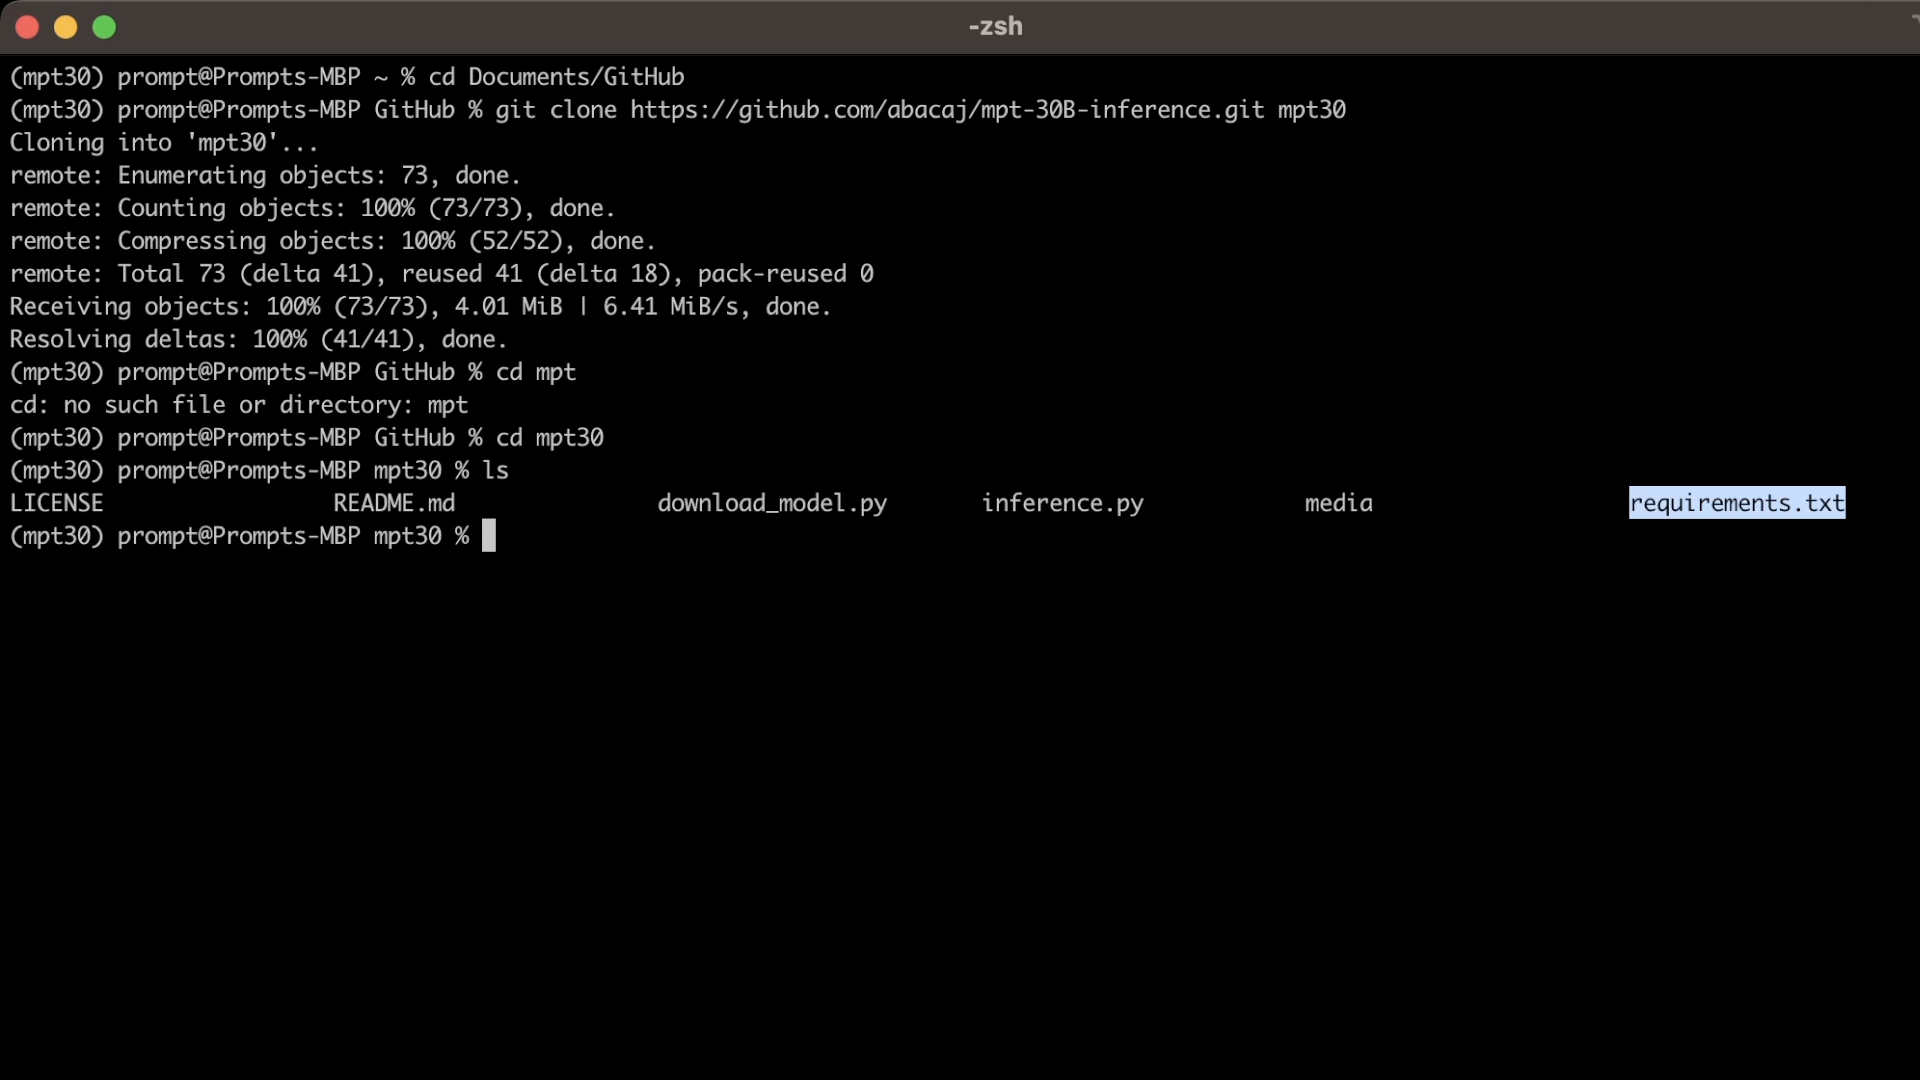 -zsh
(mpt30) prompt@Prompts-MBP ~ % cd Documents/GitHub
(mpt30) prompt@Prompts-MBP GitHub % git clone https://github.com/abacaj/mpt-30B-inference.git mpt30
Cloning into 'mpt30'...
remote: Enumerating objects: 73, done.
remote: Counting objects: 100% (73/73), done.
remote: Compressing objects: 100% (52/52), done.
remote: Total 73 (delta 41), reused 41 (delta 18), pack-reused 0
Receiving objects: 100% (73/73), 4.01 MiB | 6.41 MiB/s, done.
Resolving deltas: 100% (41/41), done.
(mpt30) prompt@Prompts-MBP GitHub % cd mpt
cd: no such file or directory: mpt
(mpt30) prompt@Prompts-MBP GitHub % cd mpt30
(mpt30) prompt@Prompts-MBP mpt30 % ls
LICENSE README.md download_model.py inference.py media requirements.txt
(mpt30) prompt@Prompts-MBP mpt30 %